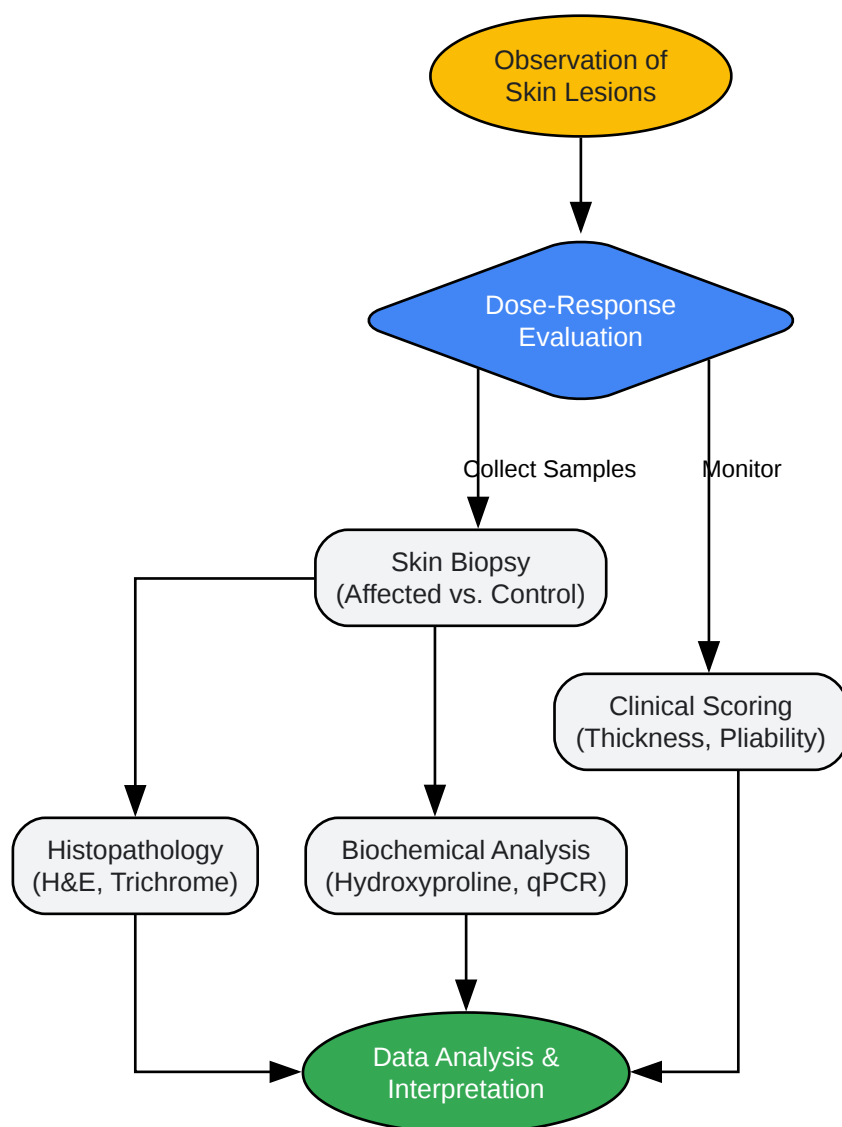 Observation of
Skin Lesions
Dose-Response
Evaluation
Collect Samples
Monitor
Skin Biopsy
(Affected vs. Control)
Clinical Scoring
(Thickness, Pliability)
Histopathology
(H&E, Trichrome)
Biochemical Analysis
(Hydroxyproline, qPCR)
Data Analysis &
Interpretation